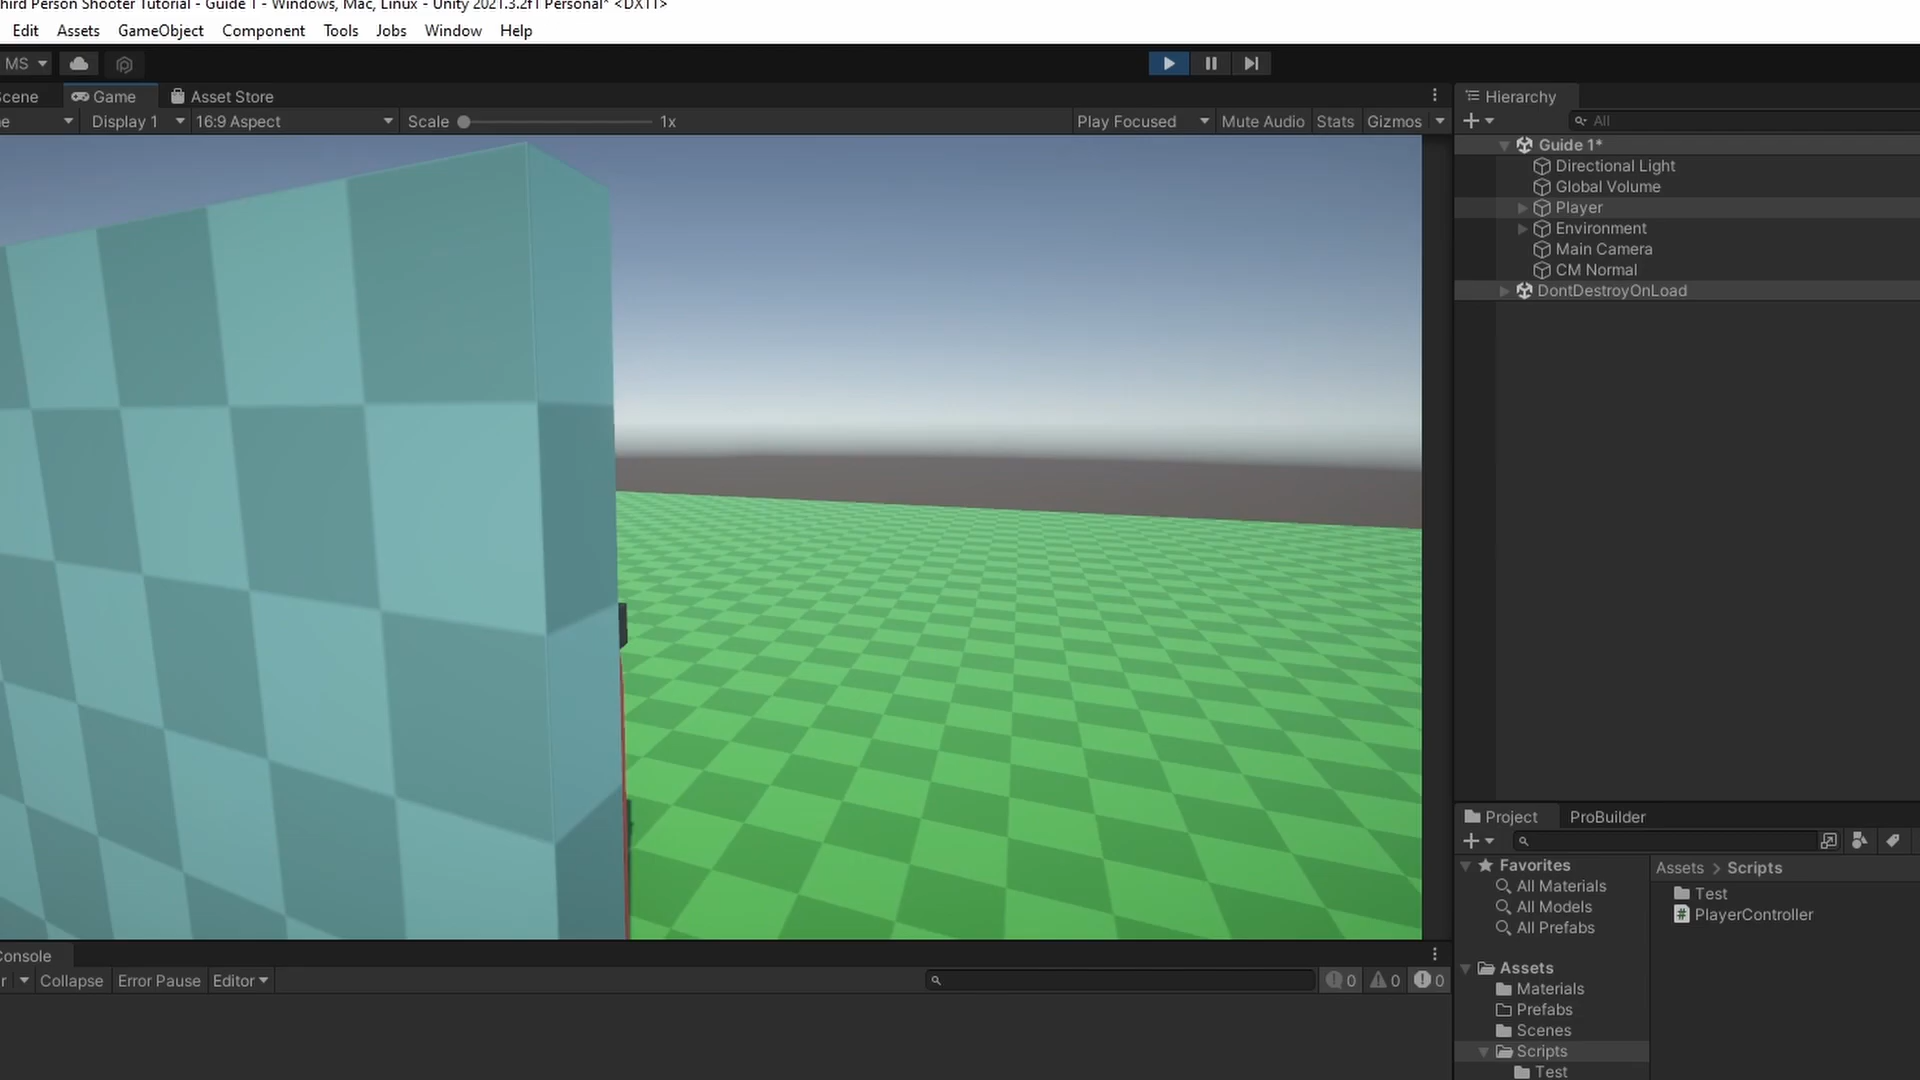 hird Person Shooter Tutorial - Guide 1 - Windows, Mac, Linux - Unity 2021.3.2f1 Personal* <DX11>
Edit Assets GameObject Component Tools Jobs Window Help
MS
cene Game Asset Store
e Display 1 16:9 Aspect Scale 1x Play Focused Mute Audio Stats Gizmos
Hierarchy
All
Guide 1*
Directional Light
Global Volume
Player
Environment
Main Camera
CM Normal
DontDestroyOnLoad
Project ProBuilder
Favorites
All Materials
All Models
All Prefabs
Assets
Materials
Prefabs
Scenes
Scripts
Test
Assets > Scripts
Test
PlayerController
onsole
r Collapse Error Pause Editor 0 0 0